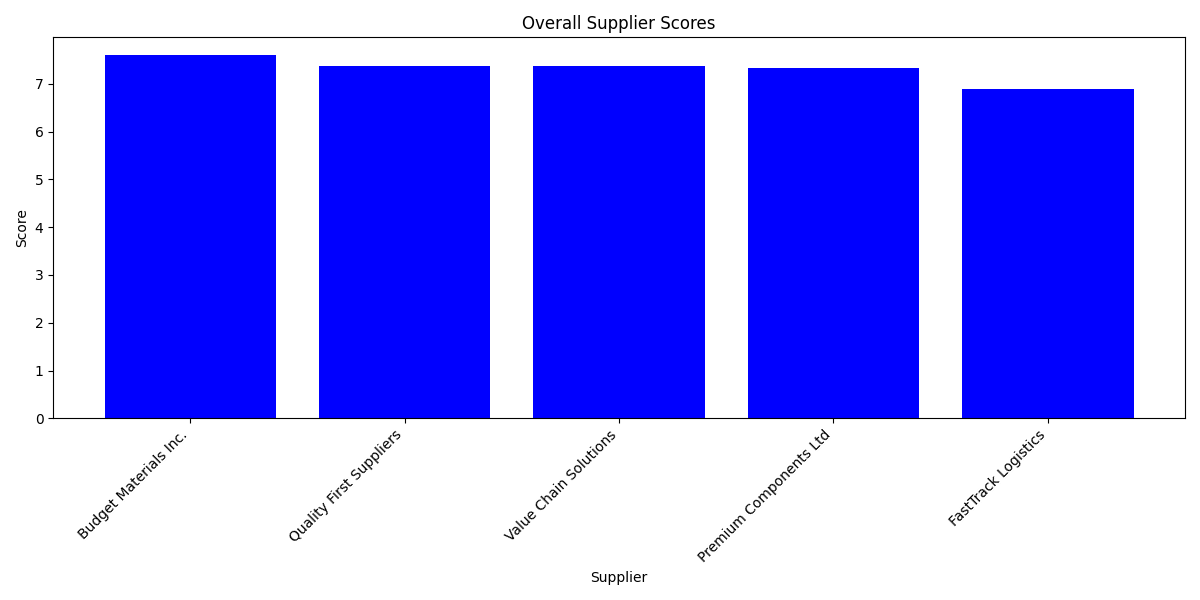 Overall Supplier Scores
Score
7
6
5
4
3
2
1
0
Budget Materials Inc.
Quality First Suppliers
Value Chain Solutions
Premium Components Ltd
FastTrack Logistics
Supplier